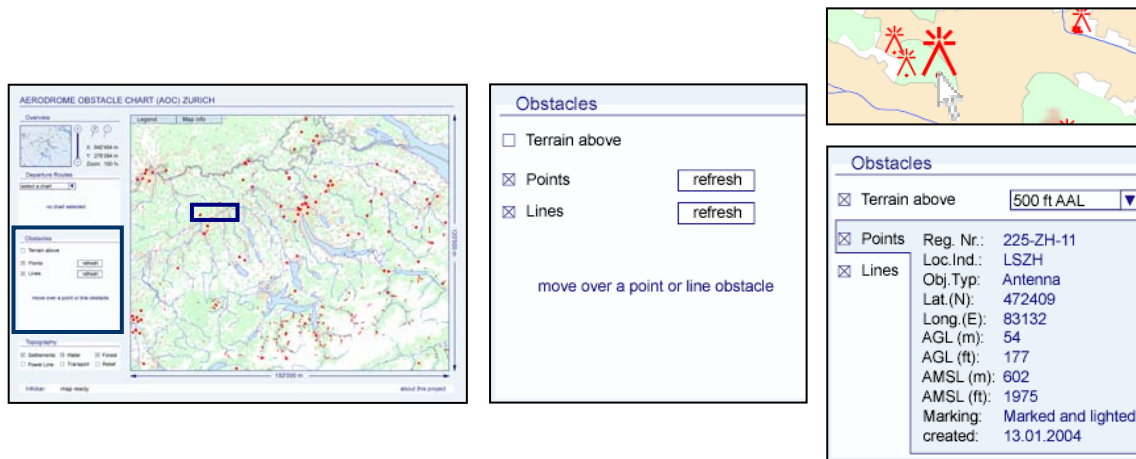 AERODROME OBSTACLE CHART (AOC) ZURICH
Overview
Legend Map info
Departure Routes
select a chart
no chart selected
Obstacles
Terrain above
Points refresh
Lines refresh
move over a point or line obstacle
Topography
Settlements Water Forest
Power Line Transport
map ready
about this project
Obstacles
Terrain above
Points refresh
Lines refresh
move over a point or line obstacle
Obstacles
Terrain above 500 ft AAL
Points
Lines
Reg. Nr.: 225-ZH-11
Loc.Ind.: LSZH
Obj.Typ: Antenna
Lat.(N): 472409
Long.(E): 83132
AGL (m): 54
AGL (ft): 177
AMSL (m): 602
AMSL (ft): 1975
Marking: Marked and lighted
created: 13.01.2004